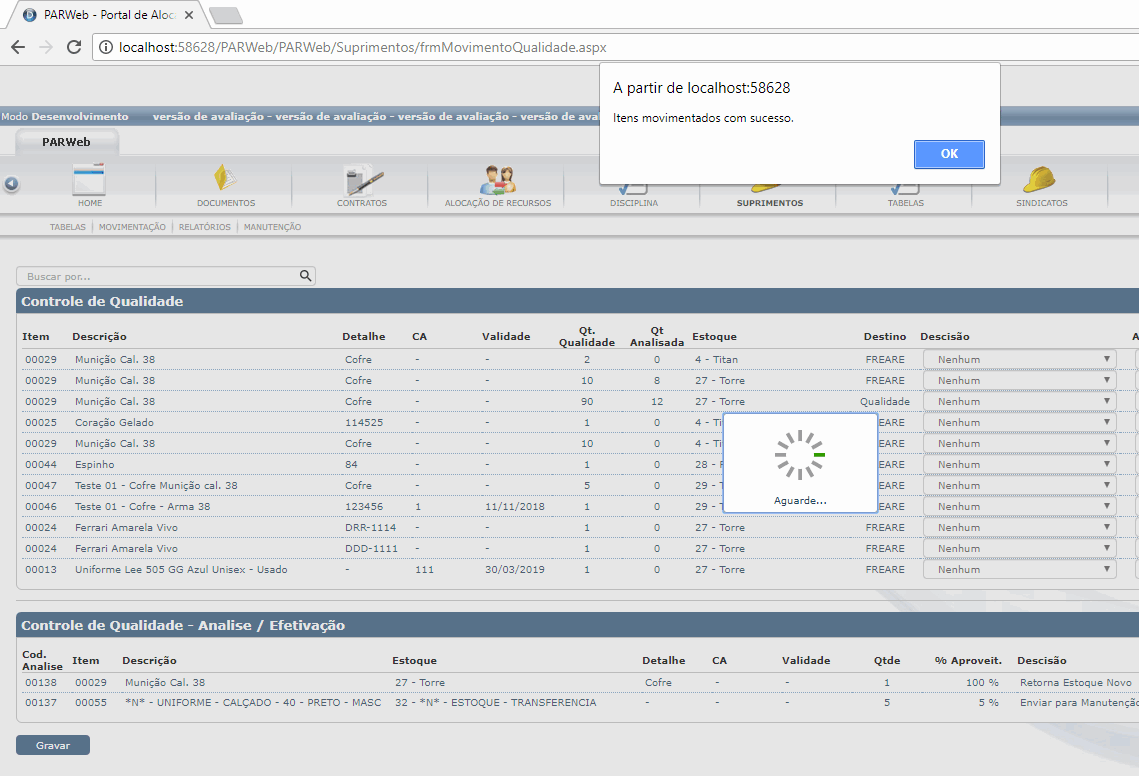 PARWeb - Portal de Aloc
localhost:58628/PARWeb/PARWeb/Suprimentos/frmMovimentoQualidade.aspx
A partir de localhost:58628
Itens movimentados com sucesso.
OK
Modo Desenvolvimento versão de avaliação - versão de avaliação - versão de avaliação - versão de ava
PARWeb
HOME DOCUMENTOS CONTRATOS ALOCAÇÃO DE RECURSOS DISCIPLINA SUPRIMENTOS TABELAS SINDICATOS
TABELAS MOVIMENTAÇÃO RELATÓRIOS MANUTENÇÃO
Buscar por...
Controle de Qualidade
Item Descrição Detalhe CA Validade Qt. Qualidade Qt Analisada Estoque Destino Descisão A
00029 Munição Cal. 38 Cofre - - 2 0 4 - Titan FREARE Nenhum
00029 Munição Cal. 38 Cofre - - 10 8 27 - Torre FREARE Nenhum
00029 Munição Cal. 38 Cofre - - 90 12 27 - Torre Qualidade Nenhum
00025 Coração Gelado 114525 - - 1 0 4 - Ti EARE Nenhum
00029 Munição Cal. 38 Cofre - - 10 0 4 - Ti EARE Nenhum
00044 Espinho 84 - - 1 0 28 - EARE Nenhum
00047 Teste 01 - Cofre Munição cal. 38 Cofre - - 5 0 29 - EARE Nenhum
00046 Teste 01 - Cofre - Arma 38 123456 1 11/11/2018 1 0 29 - EARE Nenhum
00024 Ferrari Amarela Vivo DRR-1114 - - 1 0 27 - Torre FREARE Nenhum
00024 Ferrari Amarela Vivo DDD-1111 - - 1 0 27 - Torre FREARE Nenhum
00013 Uniforme Lee 505 GG Azul Unisex - Usado - 111 30/03/2019 1 0 27 - Torre FREARE Nenhum
Aguarde...
Controle de Qualidade - Analise / Efetivação
Cod. Analise Item Descrição Estoque Detalhe CA Validade Qtde % Aproveit. Descisão
00138 00029 Munição Cal. 38 27 - Torre Cofre - - 1 100 % Retorna Estoque Novo
00137 00055 *N* - UNIFORME - CALÇADO - 40 - PRETO - MASC 32 - *N* - ESTOQUE - TRANSFERENCIA - - - 5 5 % Enviar para Manutenção
Gravar